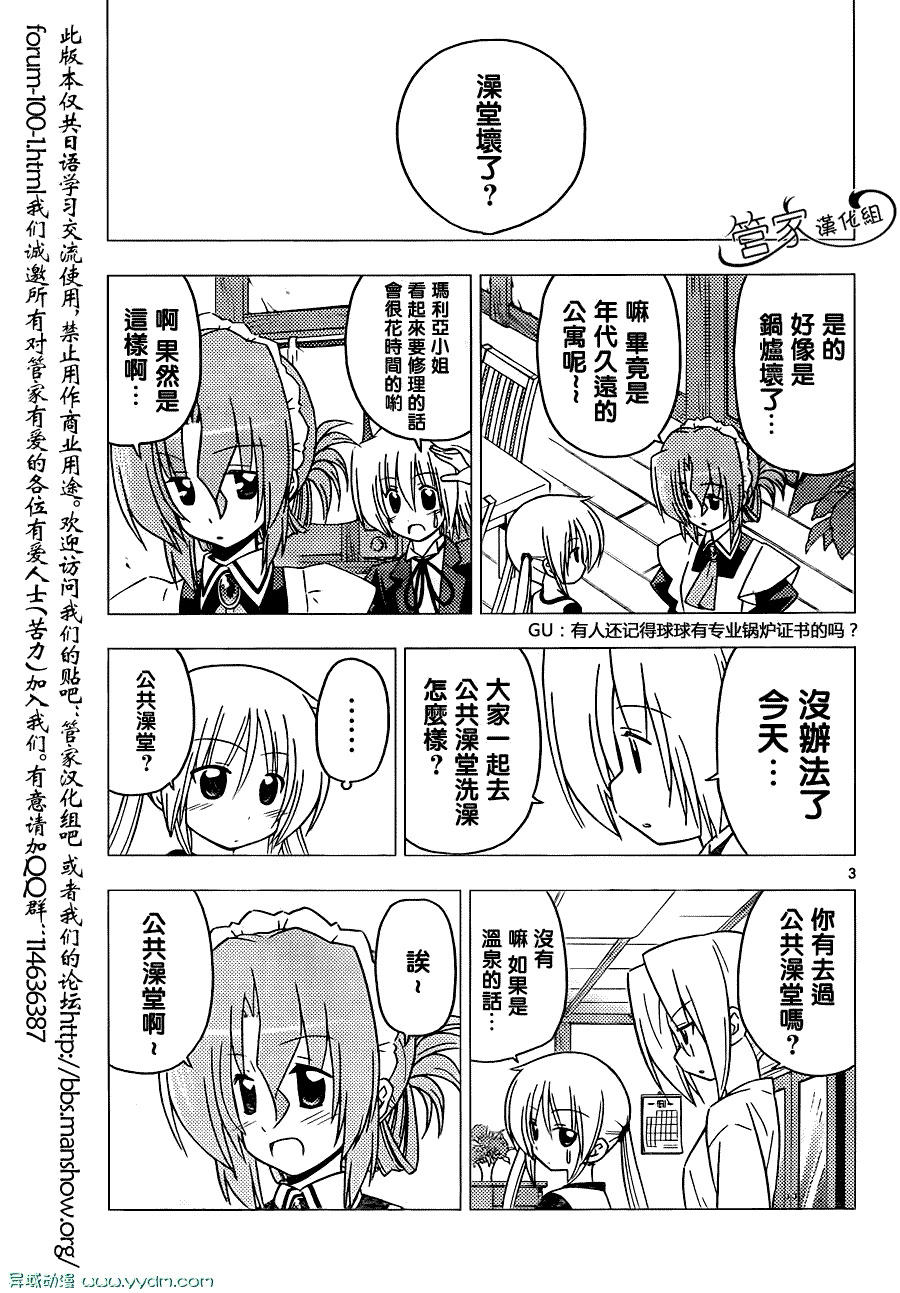 澡堂壞了？
管家漢化組
是的
好像是
鍋爐壞了…
嘛 畢竟是
年代久遠的
公寓呢～
瑪利亞小姐
看起來要修理的話
會很花時間的喲
啊 果然是
這樣啊…
GU：有人还记得球球有专业锅炉证书的吗？
沒辦法了
今天…
大家一起去
公共澡堂洗澡
怎麼樣？
……
公共澡堂？
3
你有去過
公共澡堂嗎？
沒有
嘛 如果是
溫泉的話…
誒～
公共澡堂啊～
此版本仅共日语学习交流使用，禁止用作商业用途。欢迎访问我们的贴吧：管家汉化组吧 或者我们的论坛http://bbs.manshow.org/
forum-100-1.html我们诚邀所有对管家有爱的各位有爱人士（苦力）加入我们。有意请加QQ群：114636387
异域动漫 www.yydm.com